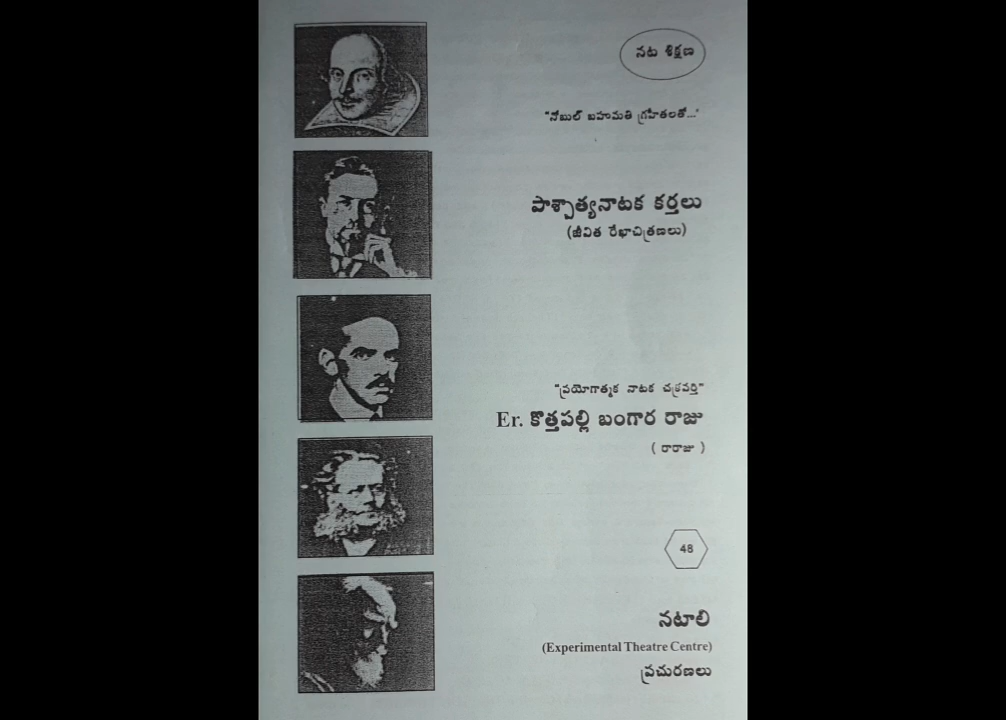 నట శిక్షణ
"నోబుల్ బహుమతి గ్రహీతలతో..."
పాశ్చాత్యనాటక కర్తలు
(జీవిత రేఖాచిత్రణలు)
"ప్రయోగాత్మక నాటక చక్రవర్తి"
Er. కొత్తపల్లి బంగార రాజు
( రారాజు )
48
నటాలి
(Experimental Theatre Centre)
ప్రచురణలు